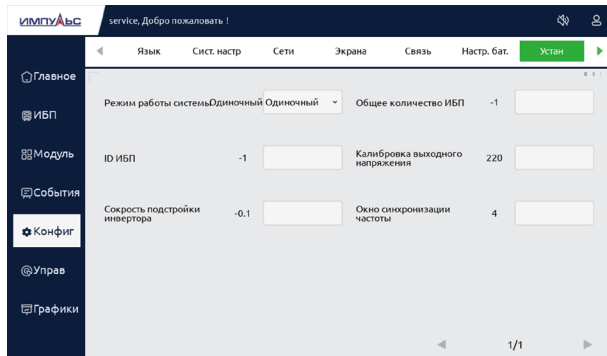 ИМПУЛЬС
service, Добро пожаловать !
Язык Сист. настр Сети Экрана Связь Настр. бат. Устан
Главное
ИБП
Модуль
События
Конфиг
Управ
Графики
Режим работы системы Одиночный Одиночный
Общее количество ИБП -1
ID ИБП -1
Калибровка выходного
напряжения 220
Сокрость подстройки
инвертора -0.1
Окно синхронизации
частоты 4
1/1